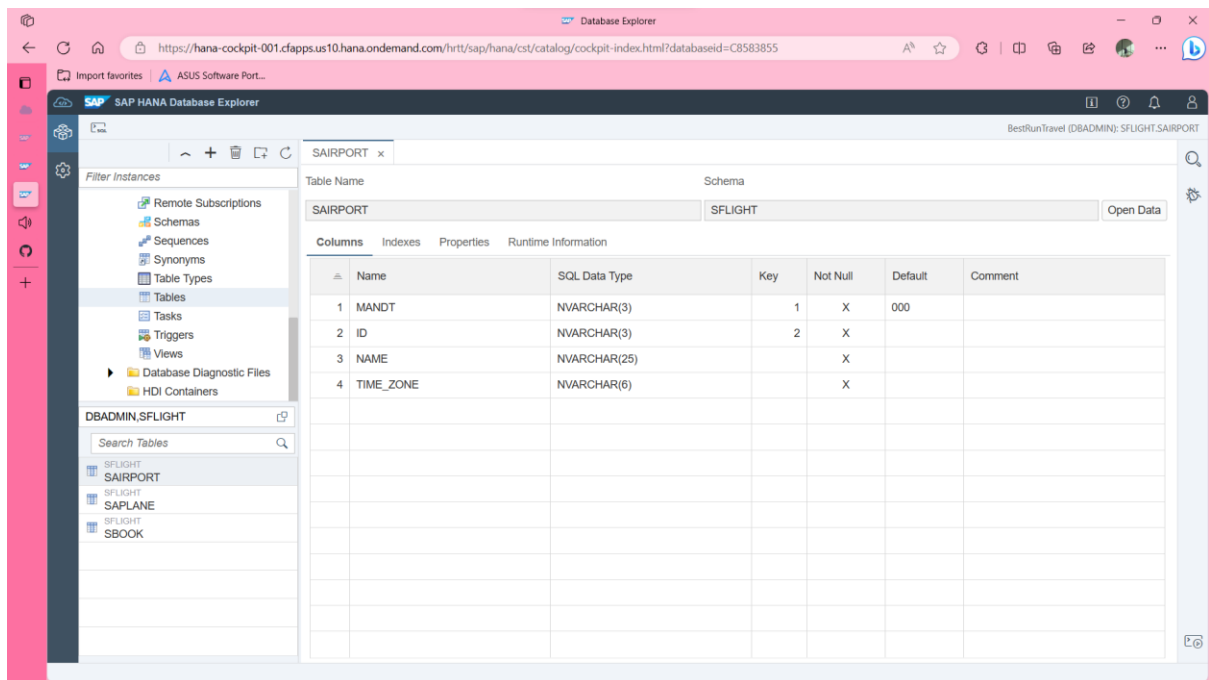 Database Explorer
https://hana-cockpit-001.cfapps.us10.hana.ondemand.com/hrtt/sap/hana/cst/catalog/cockpit-index.html?databaseid=C8583855
Import favorites ASUS Software Port...
SAP SAP HANA Database Explorer
SQL BestRunTravel (DBADMIN): SFLIGHT.SAIRPORT
SAIRPORT
Filter Instances
Remote Subscriptions
Schemas
Sequences
Synonyms
Table Types
Tables
Tasks
Triggers
Views
Database Diagnostic Files
HDI Containers
DBADMIN,SFLIGHT
Search Tables
SFLIGHT
SAIRPORT
SFLIGHT
SAPLANE
SFLIGHT
SBOOK
Table Name Schema
SAIRPORT SFLIGHT Open Data
Columns Indexes Properties Runtime Information
Name SQL Data Type Key Not Null Default Comment
1 MANDT NVARCHAR(3) 1 X 000
2 ID NVARCHAR(3) 2 X
3 NAME NVARCHAR(25) X
4 TIME_ZONE NVARCHAR(6) X